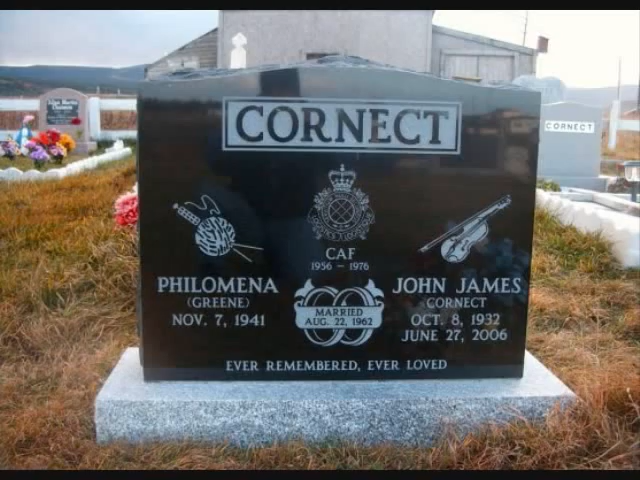 CORNECT
CAF
1956 - 1976
PHILOMENA
(GREENE)
NOV. 7, 1941
MARRIED
AUG. 22, 1962
JOHN JAMES
CORNECT
OCT. 8, 1932
JUNE 27, 2006
EVER REMEMBERED, EVER LOVED
CORNECT